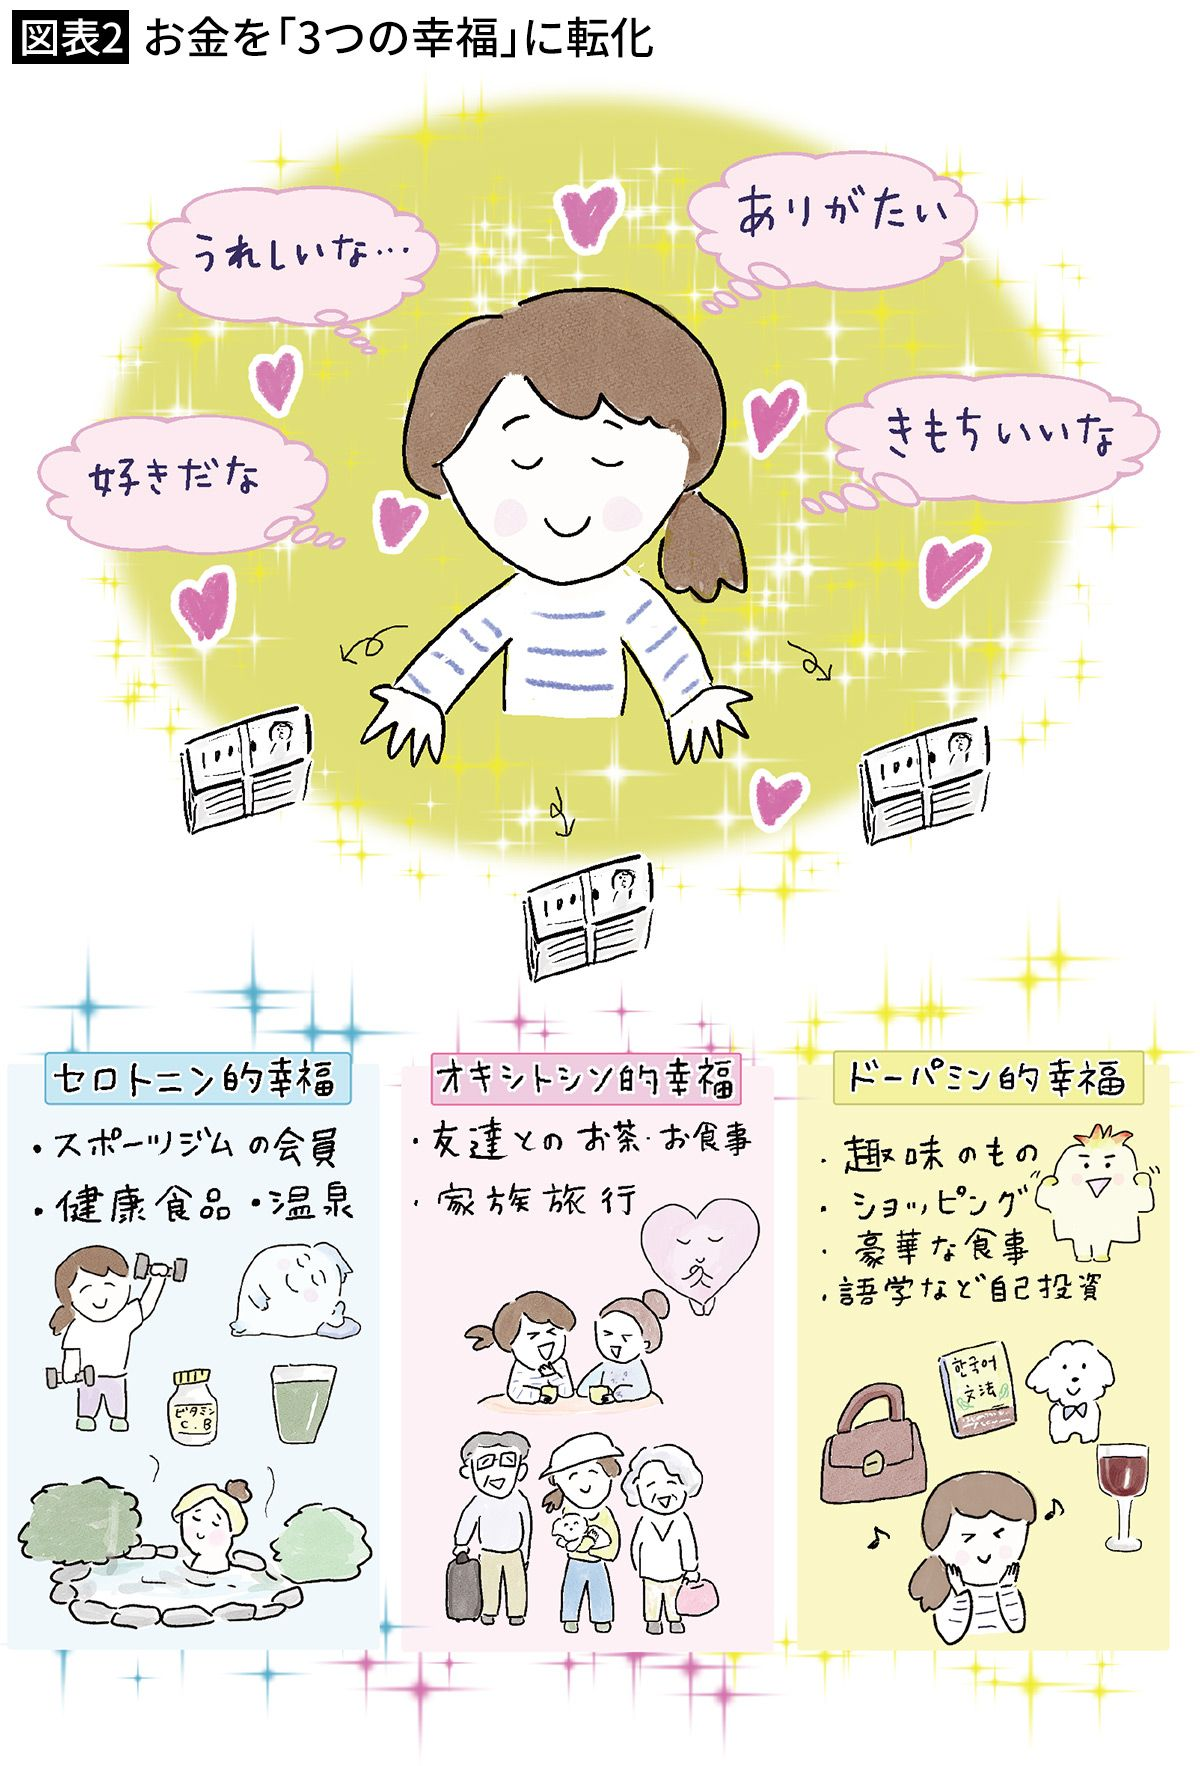 図表2 お金を「3つの幸福」に転化
うれしいな…
ありがたい
好きだな
きもちいいな
セロトニン的幸福
・スポーツジムの会員
・健康食品・温泉
ビタミン
C.B
オキシトシン的幸福
・友達とのお茶・お食事
・家族旅行
ドーパミン的幸福
・趣味のもの
・ショッピング
・豪華な食事
・語学など自己投資
한국어
文法